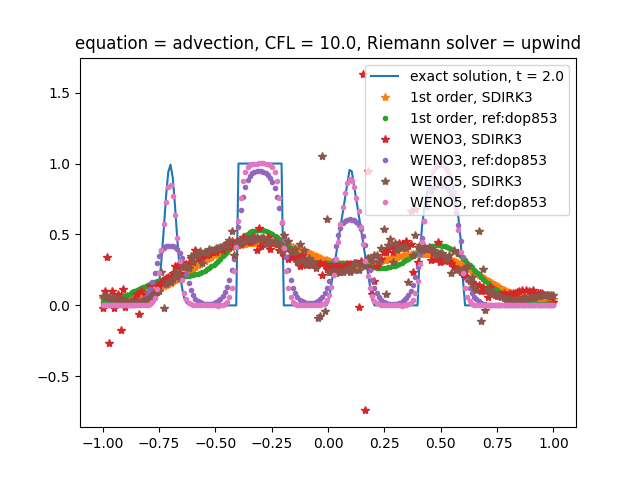 equation = advection, CFL = 10.0, Riemann solver = upwind
exact solution, t = 2.0
1st order, SDIRK3
1st order, ref:dop853
WENO3, SDIRK3
WENO3, ref:dop853
WENO5, SDIRK3
WENO5, ref:dop853
1.5
1.0
0.5
0.0
−0.5
−1.00 −0.75 −0.50 −0.25 0.00 0.25 0.50 0.75 1.00